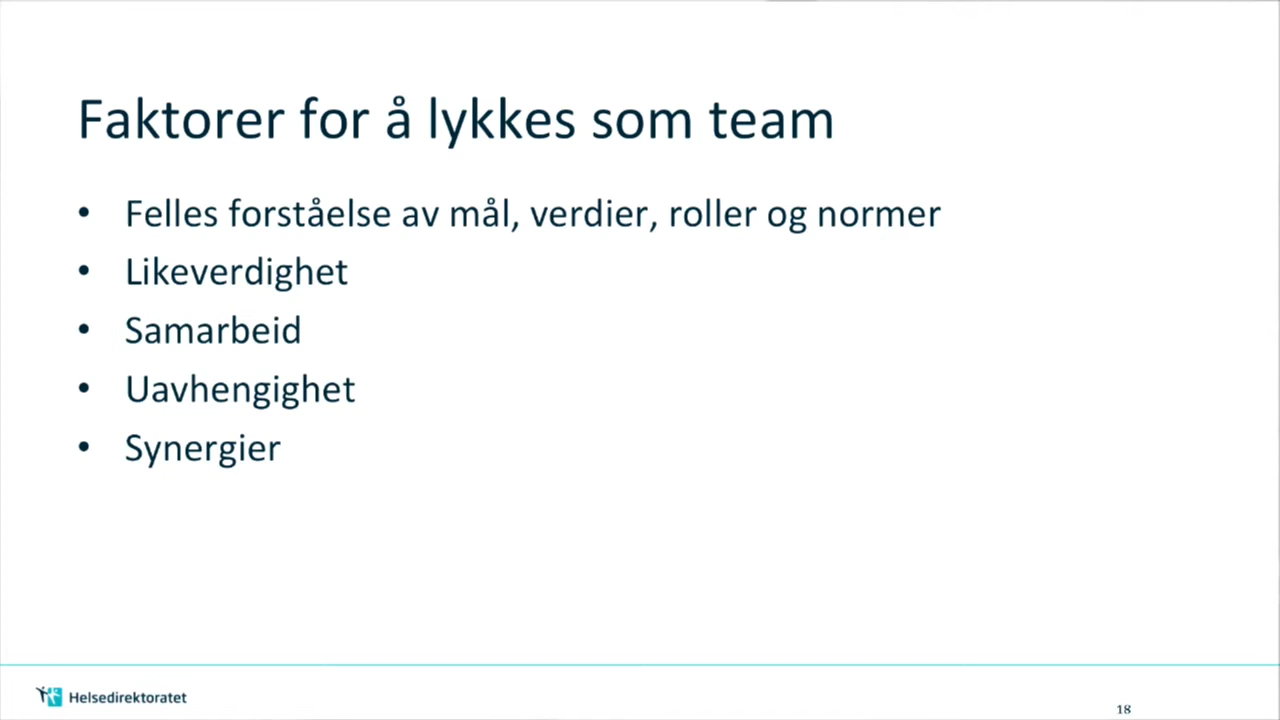 Faktorer for å lykkes som team
• Felles forståelse av mål, verdier, roller og normer
• Likeverdighet
• Samarbeid
• Uavhengighet
• Synergier
Helsedirektoratet
18